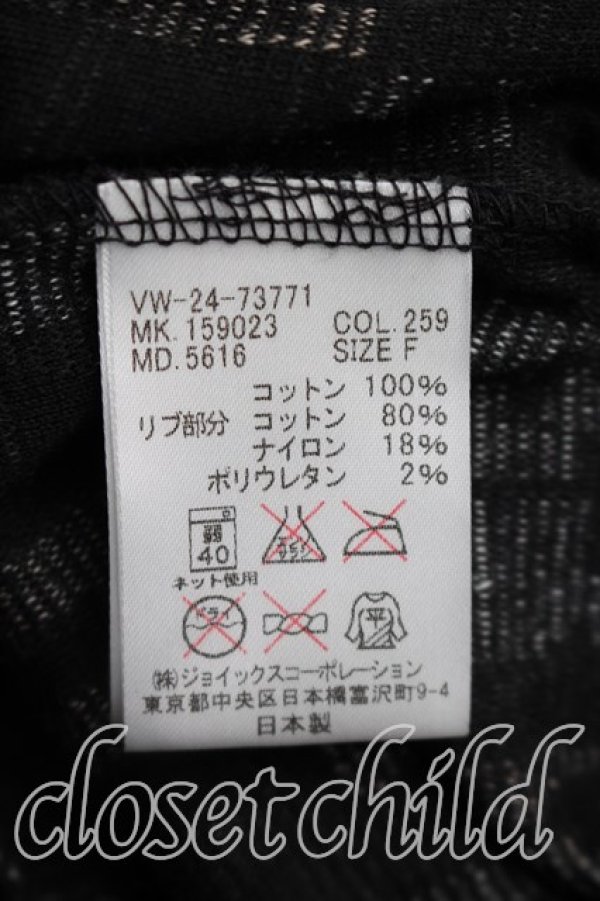 VW-24-73771
MK.159023 COL.259
MD.5616 SIZE F
コットン 100%
リブ部分 コットン 80%
ナイロン 18%
ポリウレタン 2%
弱
40
エンソサラシ
ネット使用
ドライ
平
㈱ジョイックスコーポレーション
東京都中央区日本橋富沢町9-4
日本製
closet child